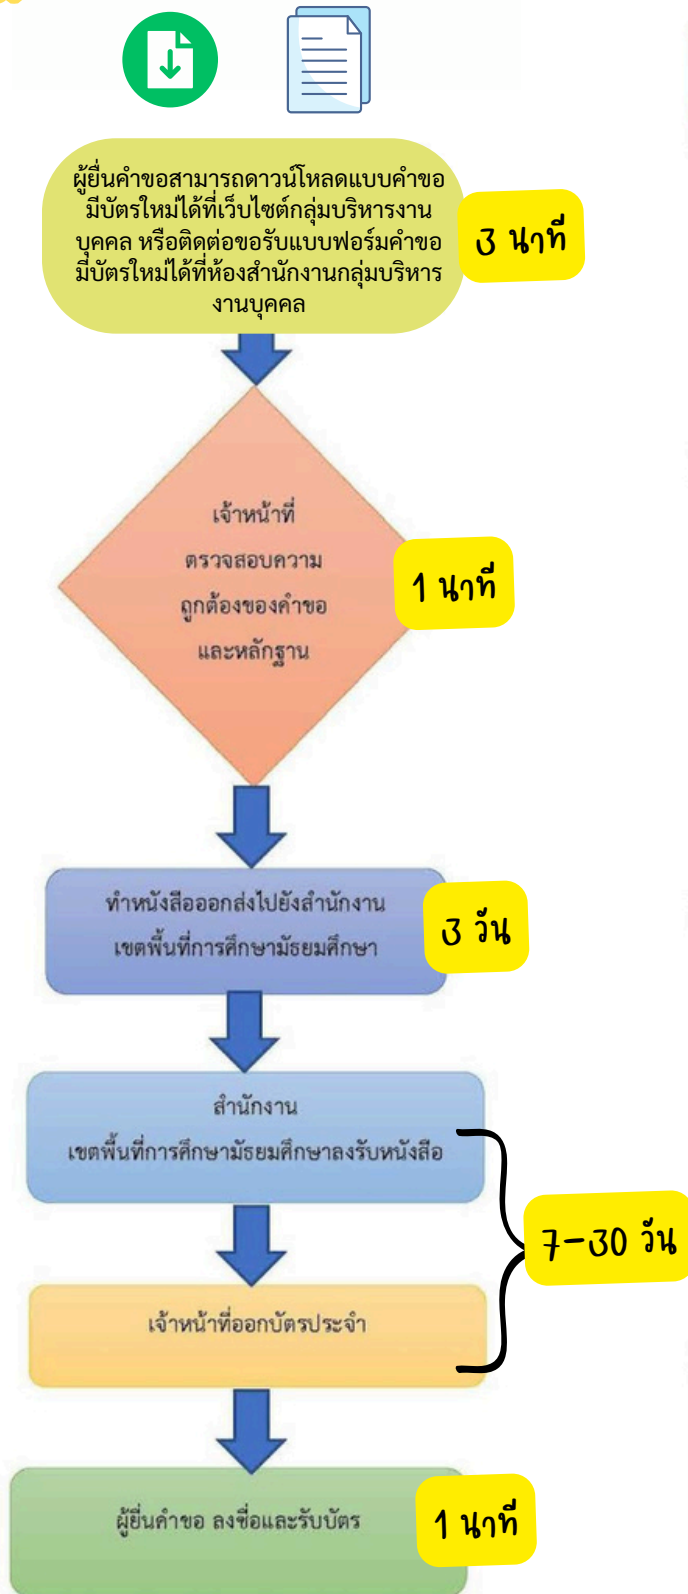 ผู้ยื่นคำขอสามารถดาวน์โหลดแบบคำขอ
มีบัตรใหม่ได้ที่เว็บไซต์กลุ่มบริหารงาน
บุคคล หรือติดต่อขอรับแบบฟอร์มคำขอ
มีบัตรใหม่ได้ที่ห้องสำนักงานกลุ่มบริหาร
งานบุคคล
3 นาที
เจ้าหน้าที่
ตรวจสอบความ
ถูกต้องของคำขอ
และหลักฐาน
1 นาที
ทำหนังสือออกส่งไปยังสำนักงาน
เขตพื้นที่การศึกษามัธยมศึกษา
3 วัน
สำนักงาน
เขตพื้นที่การศึกษามัธยมศึกษาลงรับหนังสือ
7-30 วัน
เจ้าหน้าที่ออกบัตรประจำ
ผู้ยื่นคำขอ ลงชื่อและรับบัตร
1 นาที